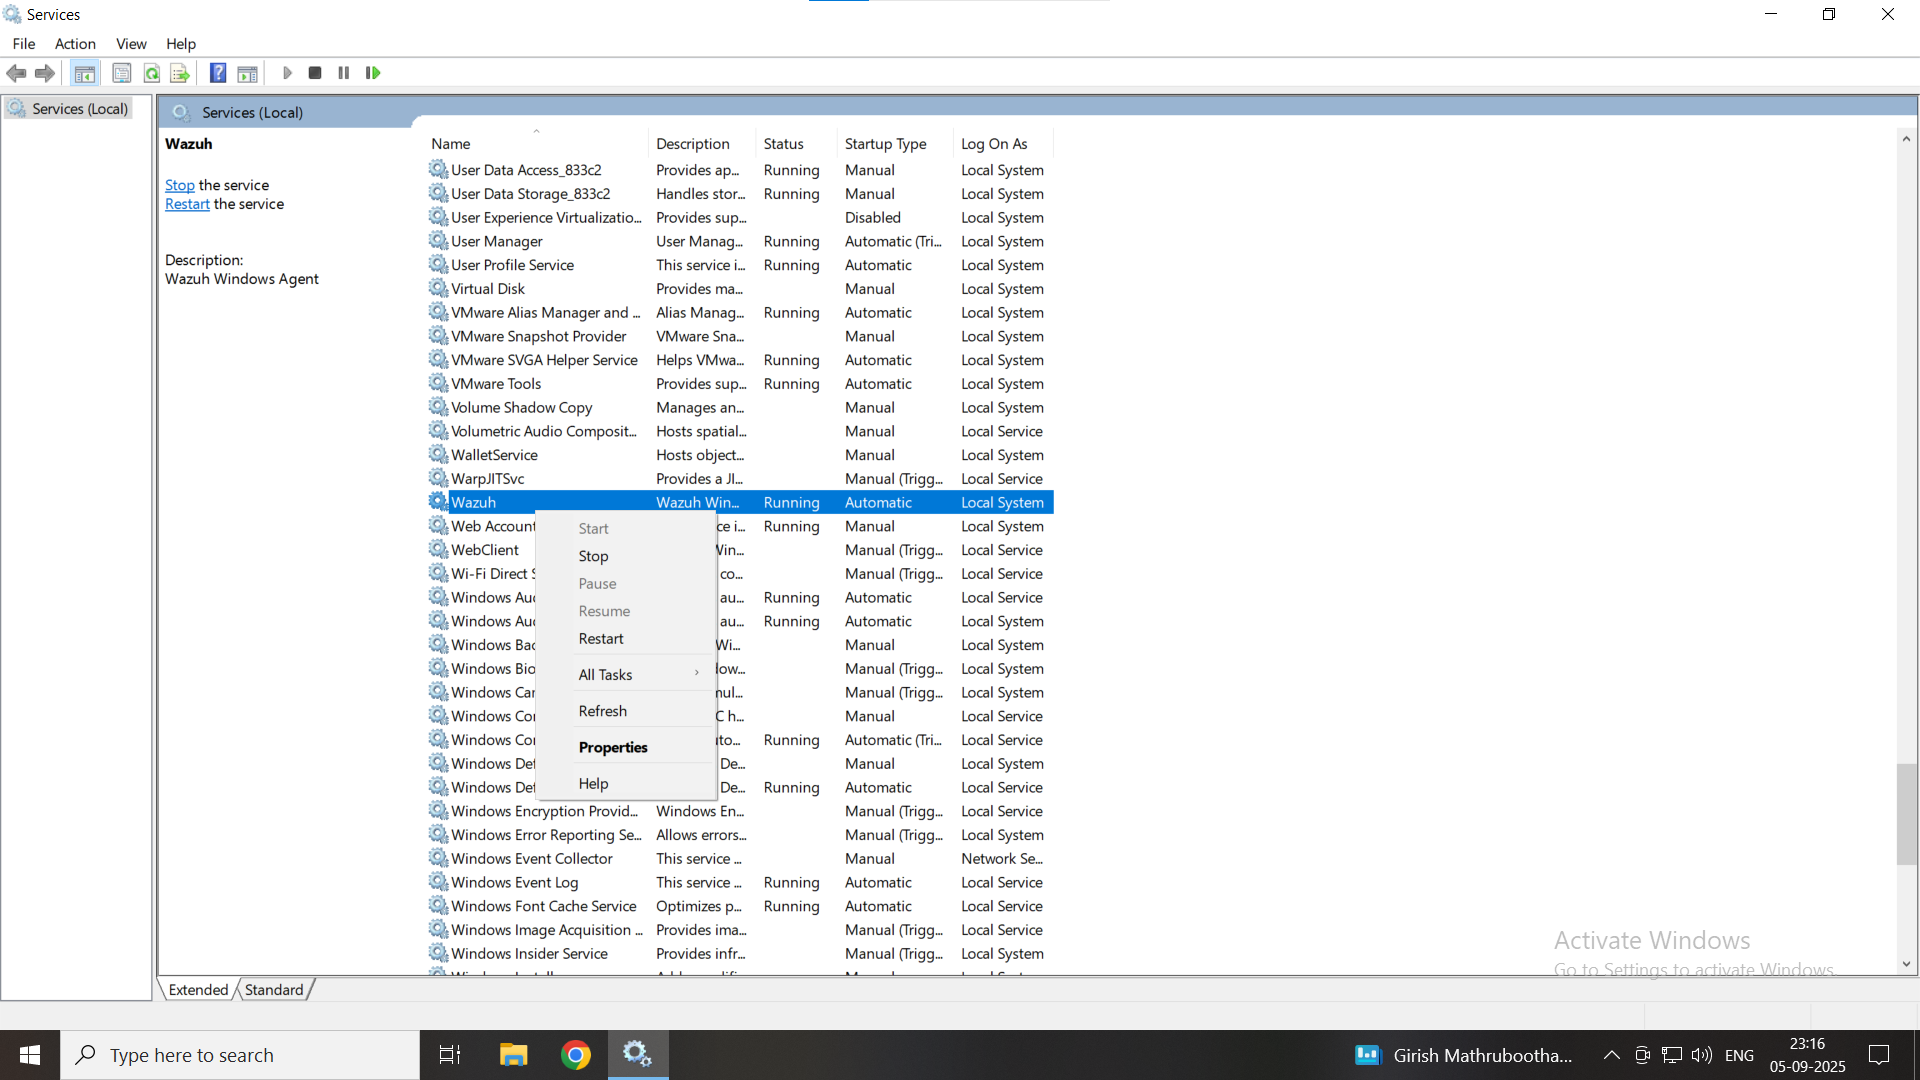 Services
File Action View Help
Services (Local)
Services (Local)
Wazuh
Stop the service
Restart the service
Description:
Wazuh Windows Agent
Name Description Status Startup Type Log On As
User Data Access_833c2 Provides ap... Running Manual Local System
User Data Storage_833c2 Handles stor... Running Manual Local System
User Experience Virtualizatio... Provides sup... Disabled Local System
User Manager User Manag... Running Automatic (Tri... Local System
User Profile Service This service i... Running Automatic Local System
Virtual Disk Provides ma... Manual Local System
VMware Alias Manager and ... Alias Manag... Running Automatic Local System
VMware Snapshot Provider VMware Sna... Manual Local System
VMware SVGA Helper Service Helps VMwa... Running Automatic Local System
VMware Tools Provides sup... Running Automatic Local System
Volume Shadow Copy Manages an... Manual Local System
Volumetric Audio Composit... Hosts spatial... Manual Local Service
WalletService Hosts object... Manual Local System
WarpJITSvc Provides a JI... Manual (Trigg... Local Service
Wazuh Wazuh Win... Running Automatic Local System
Web Account ce i... Running Manual Local System
WebClient Win... Manual (Trigg... Local Service
Wi-Fi Direct S co... Manual (Trigg... Local Service
Windows Au au... Running Automatic Local Service
Windows Au au... Running Automatic Local Service
Windows Bac Wi... Manual Local System
Windows Bio low... Manual (Trigg... Local System
Windows Car nul... Manual (Trigg... Local System
Windows Co C h... Manual Local Service
Windows Co uto... Running Automatic (Tri... Local Service
Windows Def De... Manual Local System
Windows Def De... Running Automatic Local Service
Windows Encryption Provid... Windows En... Manual (Trigg... Local Service
Windows Error Reporting Se... Allows errors... Manual (Trigg... Local System
Windows Event Collector This service ... Manual Network Se...
Windows Event Log This service ... Running Automatic Local Service
Windows Font Cache Service Optimizes p... Running Automatic Local Service
Windows Image Acquisition ... Provides ima... Manual (Trigg... Local Service
Windows Insider Service Provides infr... Manual (Trigg... Local System
Start
Stop
Pause
Resume
Restart
All Tasks
Refresh
Properties
Help
Activate Windows
Go to Settings to activate Windows.
Extended Standard
Type here to search
Girish Mathrubootha...
ENG
23:16
05-09-2025